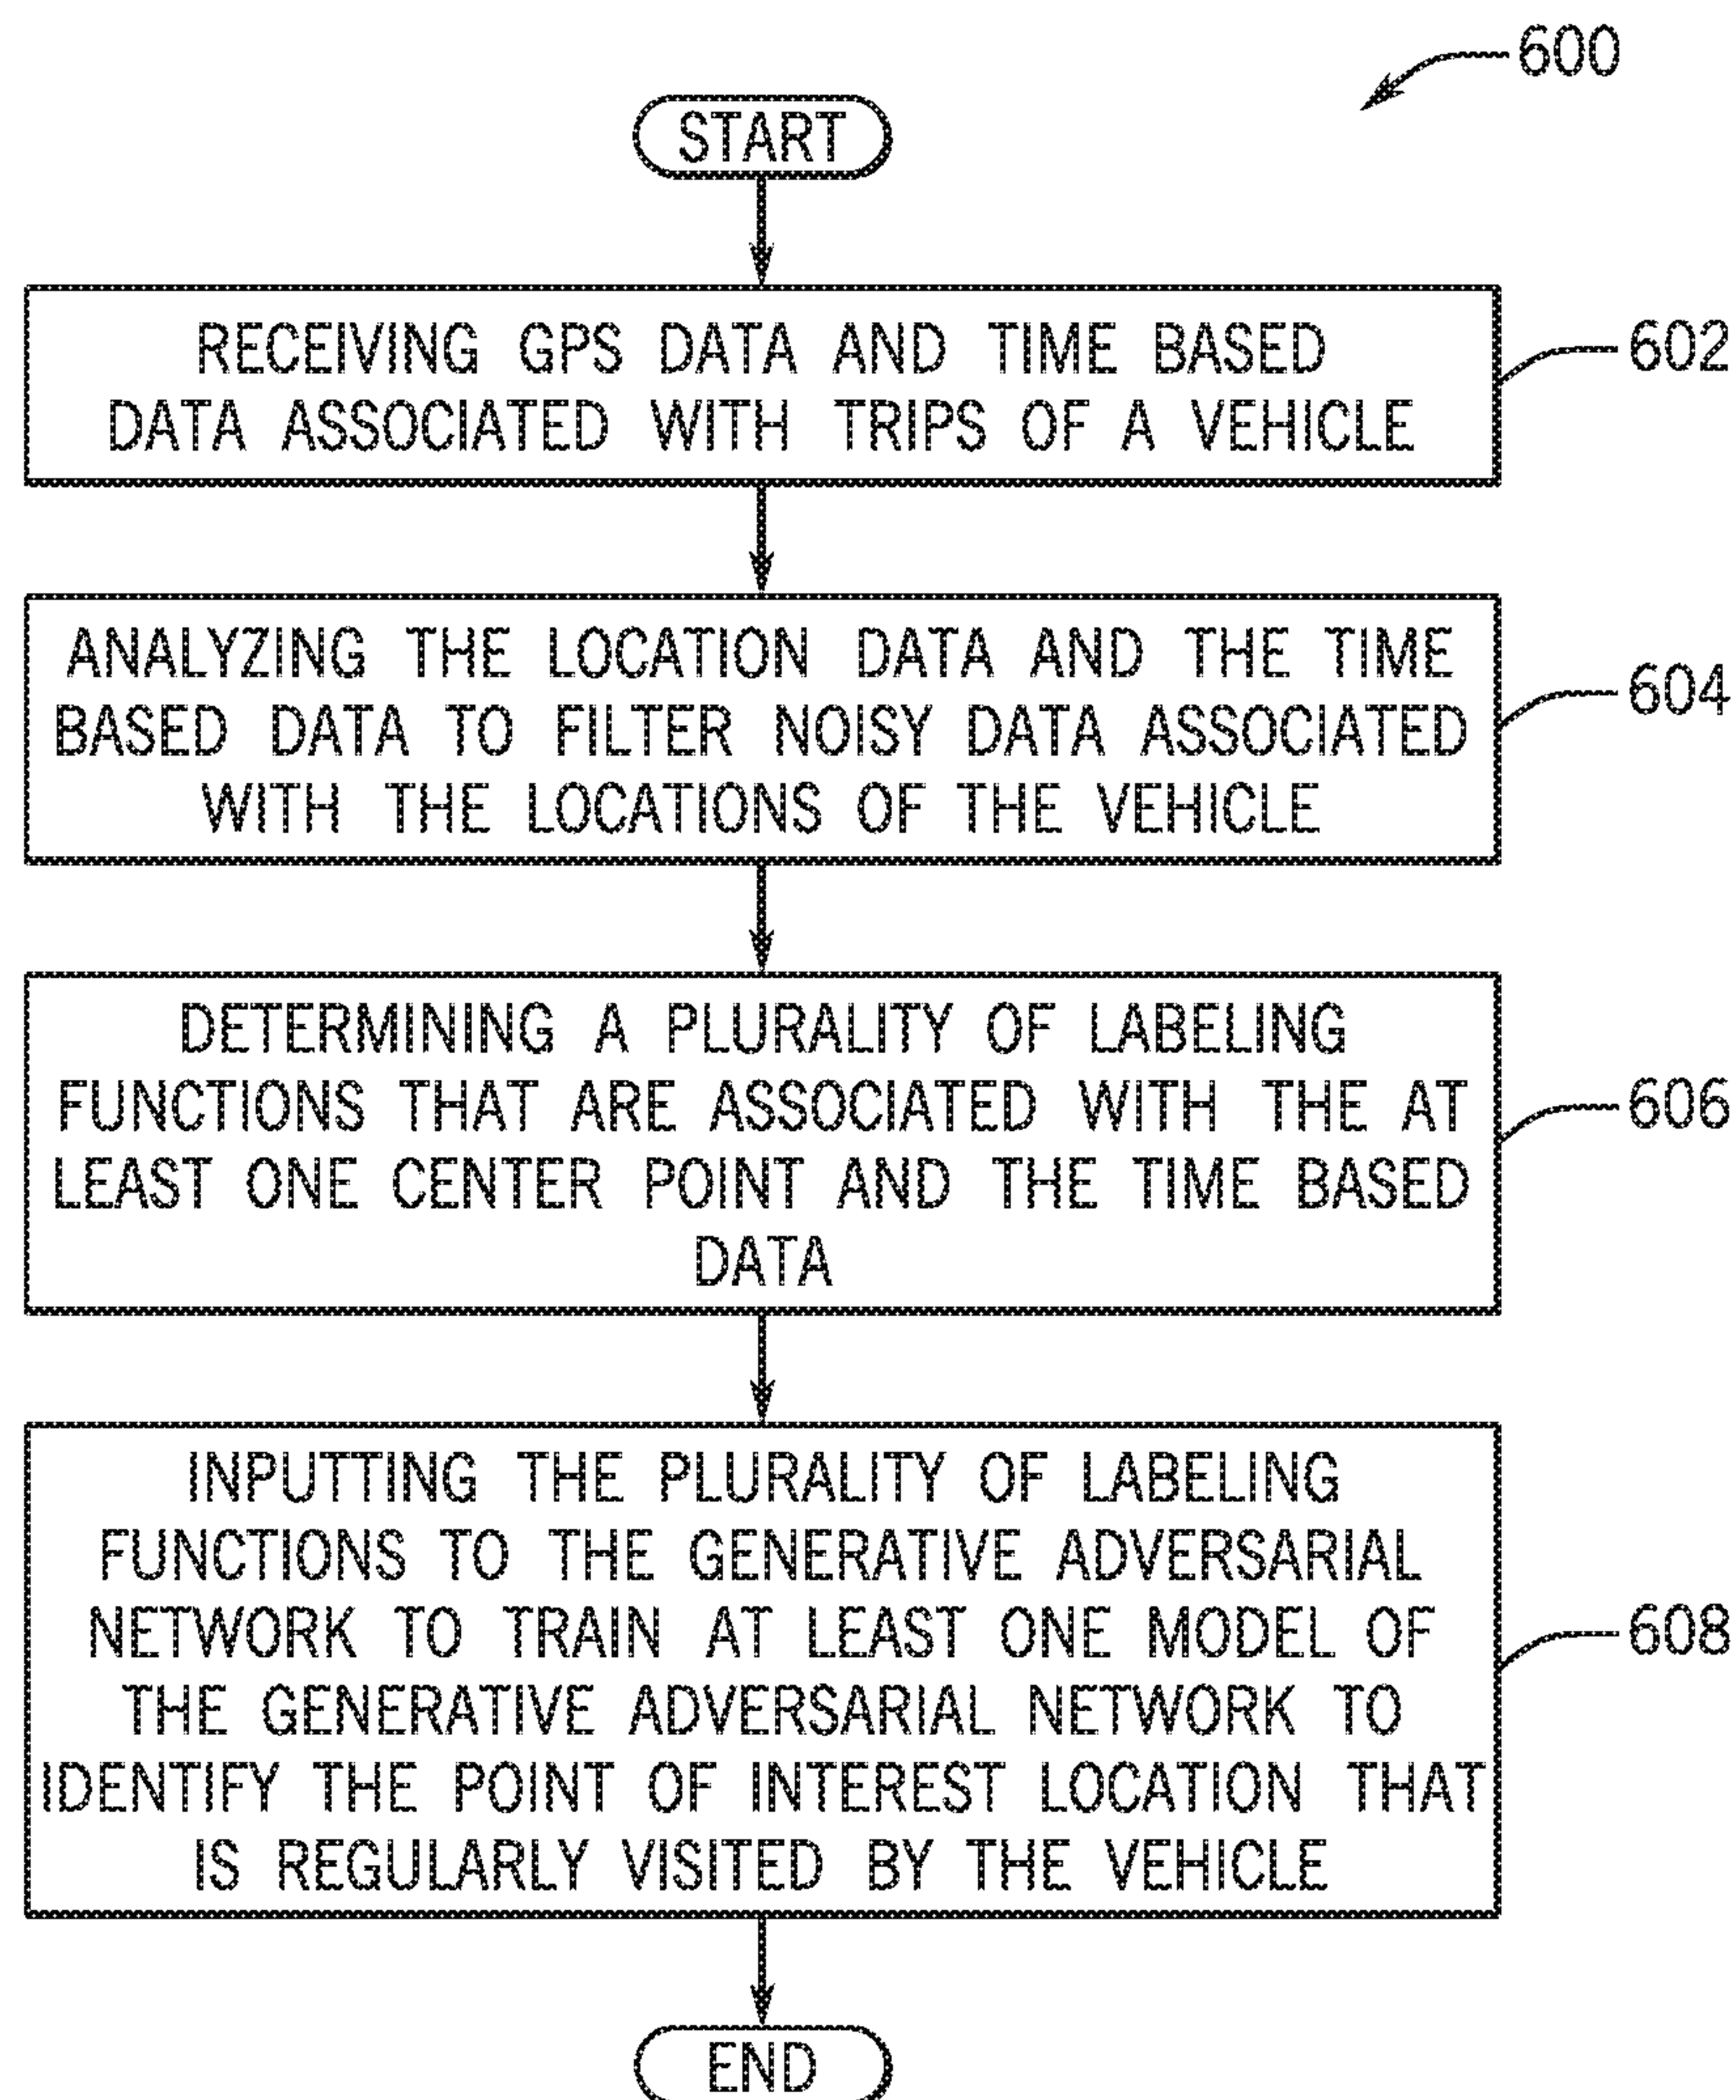 600
START
RECEIVING GPS DATA AND TIME BASED
DATA ASSOCIATED WITH TRIPS OF A VEHICLE
602
ANALYZING THE LOCATION DATA AND THE TIME
BASED DATA TO FILTER NOISY DATA ASSOCIATED
WITH THE LOCATIONS OF THE VEHICLE
604
DETERMINING A PLURALITY OF LABELING
FUNCTIONS THAT ARE ASSOCIATED WITH THE AT
LEAST ONE CENTER POINT AND THE TIME BASED
DATA
606
INPUTTING THE PLURALITY OF LABELING
FUNCTIONS TO THE GENERATIVE ADVERSARIAL
NETWORK TO TRAIN AT LEAST ONE MODEL OF
THE GENERATIVE ADVERSARIAL NETWORK TO
IDENTIFY THE POINT OF INTEREST LOCATION THAT
IS REGULARLY VISITED BY THE VEHICLE
608
END